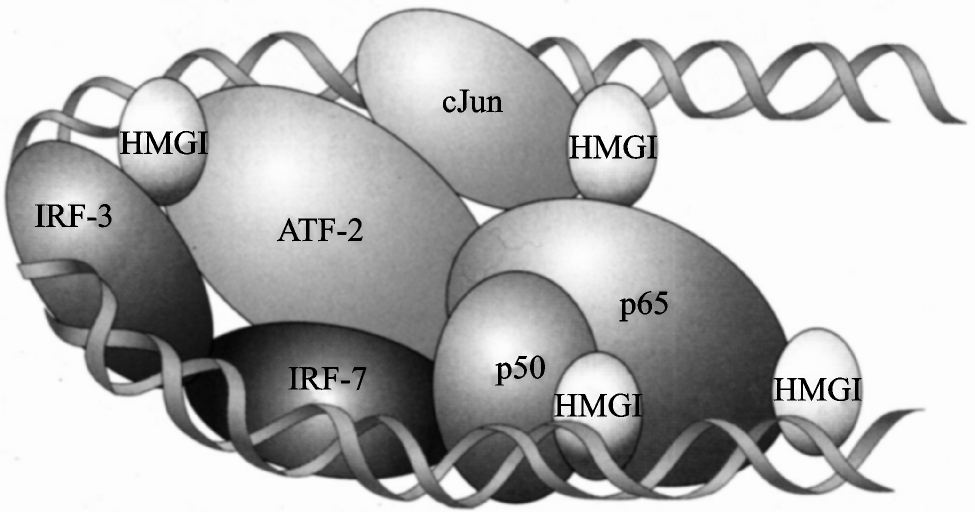 cJun
HMGI
HMGI
IRF-3
ATF-2
p65
IRF-7
p50
HMGI
HMGI